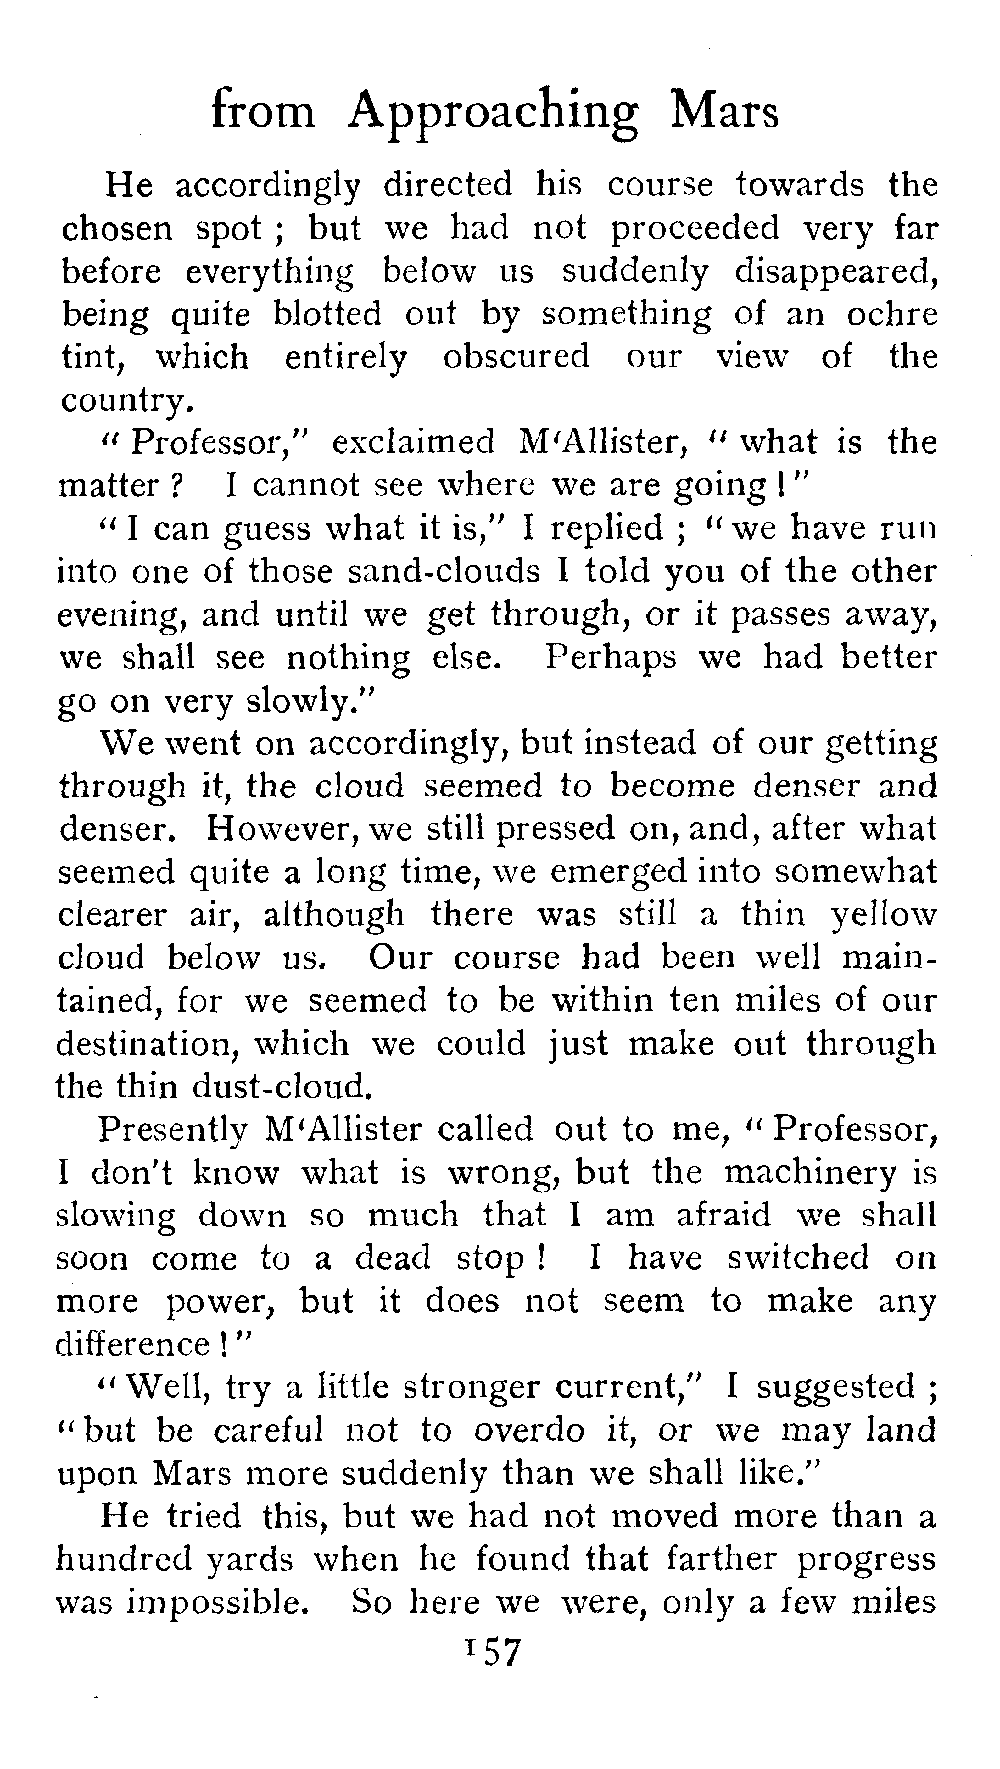 from Approaching Mars
He accordingly directed his course towards the
chosen spot ; but we had not proceeded very far
before everything below us suddenly disappeared,
being quite blotted out by something of an ochre
tint, which entirely obscured our view of the
country.
“ Professor,” exclaimed M‘Allister, “ what is the
matter ? I cannot see where we are going ! ”
“ I can guess what it is,” I replied ; “ we have run
into one of those sand-clouds I told you of the other
evening, and until we get through, or it passes away,
we shall see nothing else. Perhaps we had better
go on very slowly.”
We went on accordingly, but instead of our getting
through it, the cloud seemed to become denser and
denser. However, we still pressed on, and, after what
seemed quite a long time, we emerged into somewhat
clearer air, although there was still a thin yellow
cloud below us. Our course had been well main-
tained, for we seemed to be within ten miles of our
destination, which we could just make out through
the thin dust-cloud.
Presently M‘Allister called out to me, “ Professor,
I don't know what is wrong, but the machinery is
slowing down so much that I am afraid we shall
soon come to a dead stop ! I have switched on
more power, but it does not seem to make any
difference ! ”
“ Well, try a little stronger current,” I suggested ;
“ but be careful not to overdo it, or we may land
upon Mars more suddenly than we shall like.”
He tried this, but we had not moved more than a
hundred yards when he found that farther progress
was impossible. So here we were, only a few miles
157